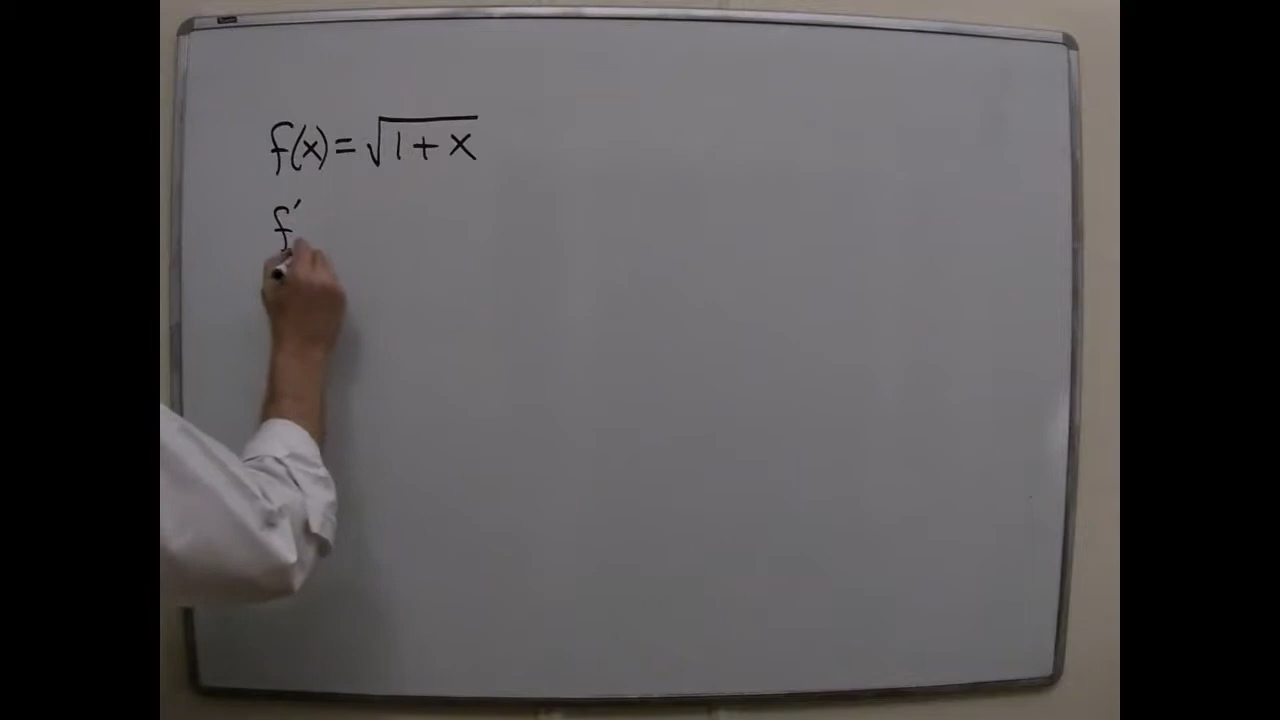 f(x) = √(1 + x)
f′